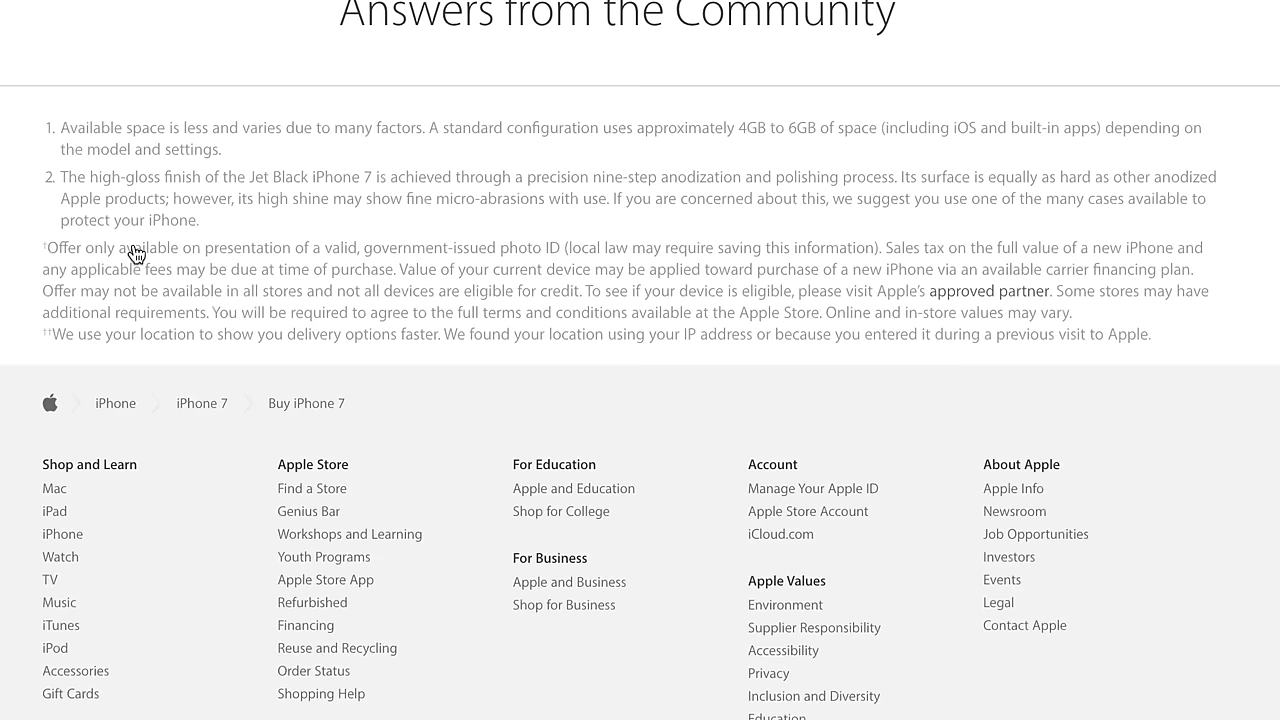 Answers from the Community
1. Available space is less and varies due to many factors. A standard configuration uses approximately 4GB to 6GB of space (including iOS and built-in apps) depending on
the model and settings.
2. The high-gloss finish of the Jet Black iPhone 7 is achieved through a precision nine-step anodization and polishing process. Its surface is equally as hard as other anodized
Apple products; however, its high shine may show fine micro-abrasions with use. If you are concerned about this, we suggest you use one of the many cases available to
protect your iPhone.
†Offer only available on presentation of a valid, government-issued photo ID (local law may require saving this information). Sales tax on the full value of a new iPhone and
any applicable fees may be due at time of purchase. Value of your current device may be applied toward purchase of a new iPhone via an available carrier financing plan.
Offer may not be available in all stores and not all devices are eligible for credit. To see if your device is eligible, please visit Apple’s approved partner. Some stores may have
additional requirements. You will be required to agree to the full terms and conditions available at the Apple Store. Online and in-store values may vary.
††We use your location to show you delivery options faster. We found your location using your IP address or because you entered it during a previous visit to Apple.
iPhone iPhone 7 Buy iPhone 7
Shop and Learn
Mac
iPad
iPhone
Watch
TV
Music
iTunes
iPod
Accessories
Gift Cards
Apple Store
Find a Store
Genius Bar
Workshops and Learning
Youth Programs
Apple Store App
Refurbished
Financing
Reuse and Recycling
Order Status
Shopping Help
For Education
Apple and Education
Shop for College
For Business
Apple and Business
Shop for Business
Account
Manage Your Apple ID
Apple Store Account
iCloud.com
Apple Values
Environment
Supplier Responsibility
Accessibility
Privacy
Inclusion and Diversity
Education
About Apple
Apple Info
Newsroom
Job Opportunities
Investors
Events
Legal
Contact Apple